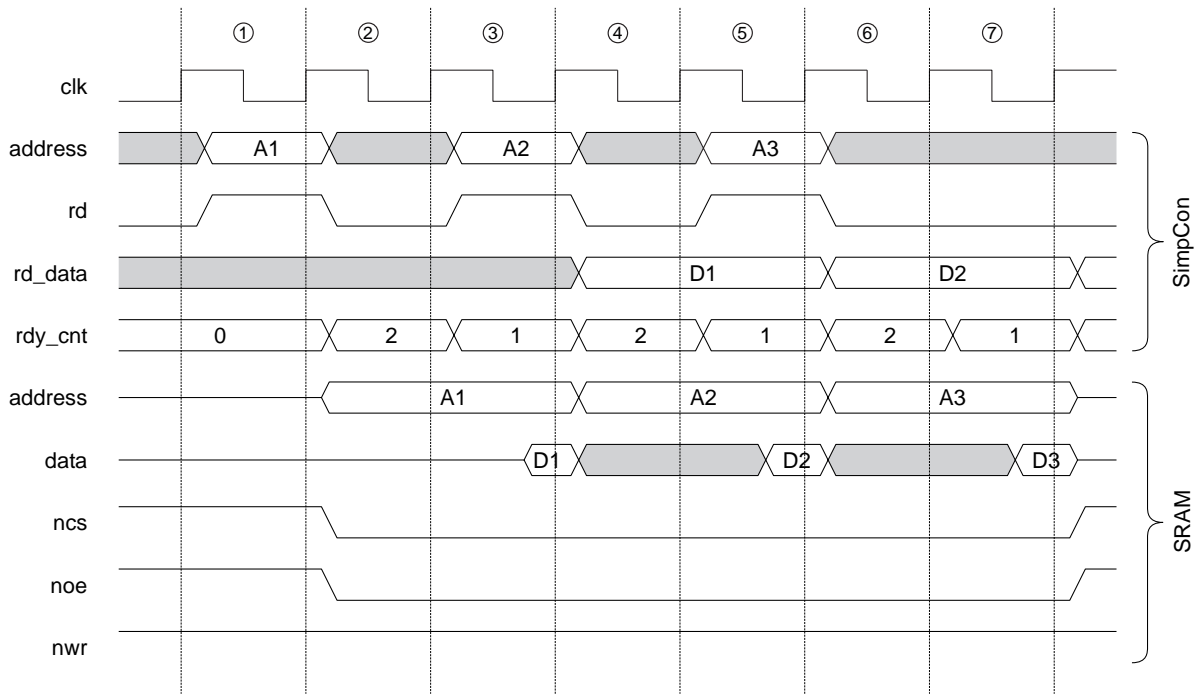 ① ② ③ ④ ⑤ ⑥ ⑦
clk
address A1 A2 A3
rd
rd_data D1 D2
rdy_cnt 0 2 1 2 1 2 1
SimpCon
address A1 A2 A3
data D1 D2 D3
ncs
noe
nwr
SRAM